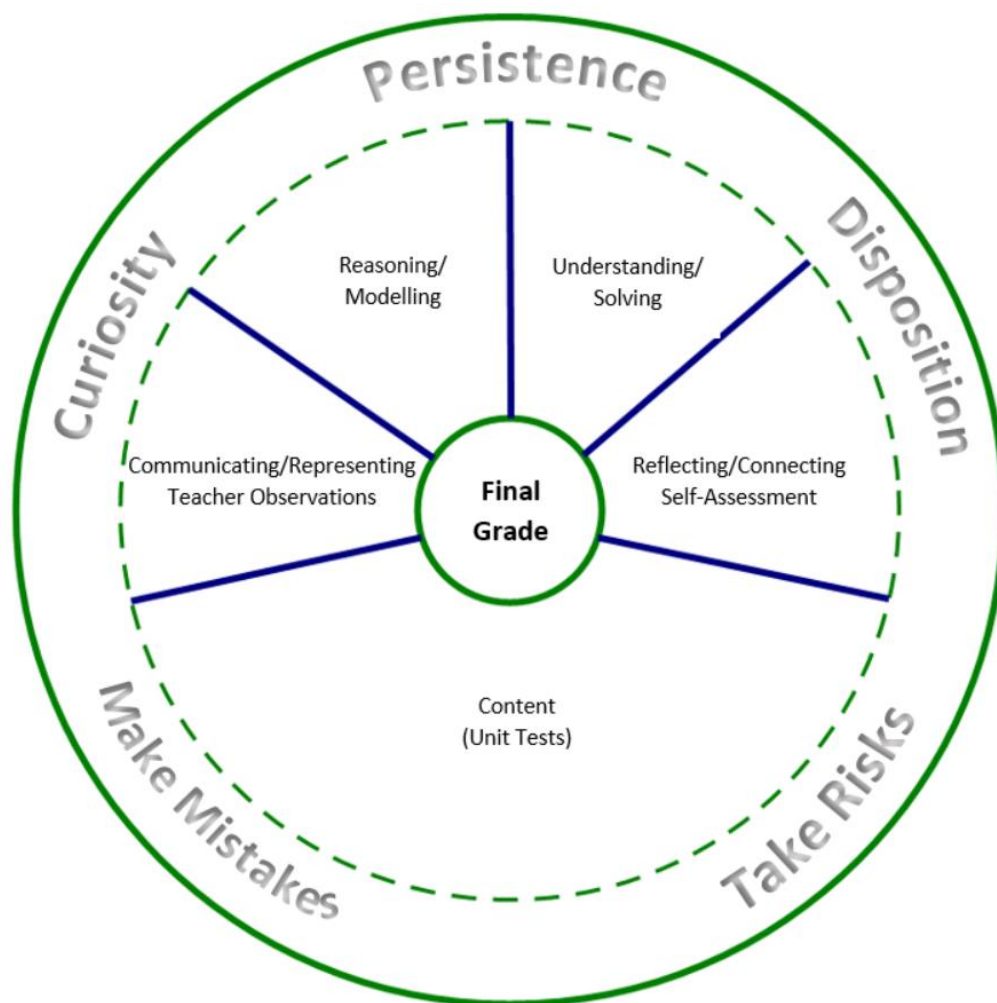 Persistence
Curiosity
Disposition
Reasoning/
Modelling
Understanding/
Solving
Communicating/Representing
Teacher Observations
Final
Grade
Reflecting/Connecting
Self-Assessment
Content
(Unit Tests)
Make Mistakes
Take Risks